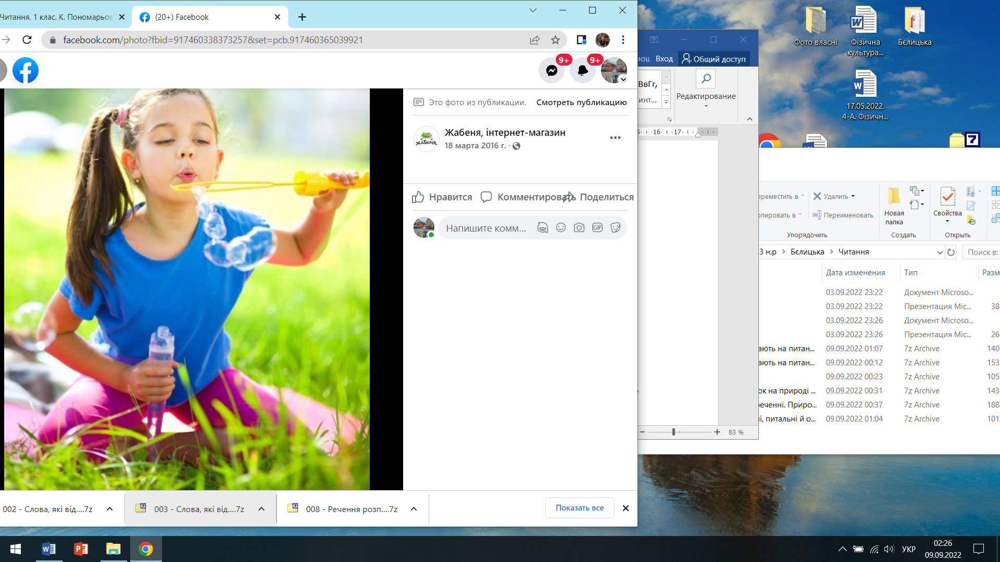 Читання. 1 клас. К. Пономарьов
(20+) Facebook
facebook.com/photo?fbid=917460338373257&set=pcb.917460365039921
9+
9+
Это фото из публикации.
Смотреть публикацию
жабеня
Жабеня, інтернет-магазин
18 марта 2016 г. ·
Нравится
Комментировать
Поделиться
Напишите комм...
GIF
002 - Слова, які від....7z
003 - Слова, які від....7z
008 - Речення розп....7z
Показать все
Вход
Общий доступ
инт...
Редактирование
·16· ı ·17· ı
83 %
Фото власні
Фізична
культура...
Бєлицька
17.05.2022.
4-А. Фізичн...
Удалить
Переименовать
Упорядочить
Новая
папка
Создать
Свойства
Открыть
3 н.р > Бєлицька > Читання
Поиск в:
Дата изменения
Тип
Разм
03.09.2022 23:22 Документ Microso...
03.09.2022 23:22 Презентация Mic... 38
03.09.2022 23:26 Документ Microso...
03.09.2022 23:26 Презентация Mic... 26
ають на питан... 09.09.2022 01:07 7z Archive 140
ають на питан... 09.09.2022 00:12 7z Archive 153
09.09.2022 00:23 7z Archive 105
ок на природі ... 09.09.2022 00:31 7z Archive 143
реченні. Приро... 09.09.2022 00:37 7z Archive 188
і, питальні й о... 09.09.2022 01:04 7z Archive 101
УКР
02:26
09.09.2022